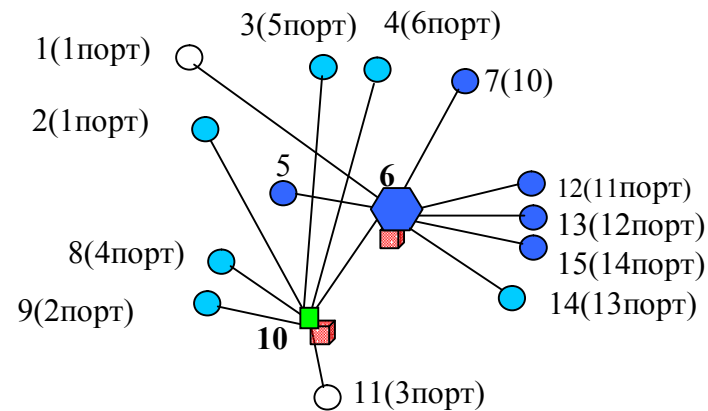 3(5порт)
4(6порт)
1(1порт)
7(10)
2(1порт)
5
6
12(11порт)
13(12порт)
8(4порт)
15(14порт)
9(2порт)
14(13порт)
10
11(3порт)